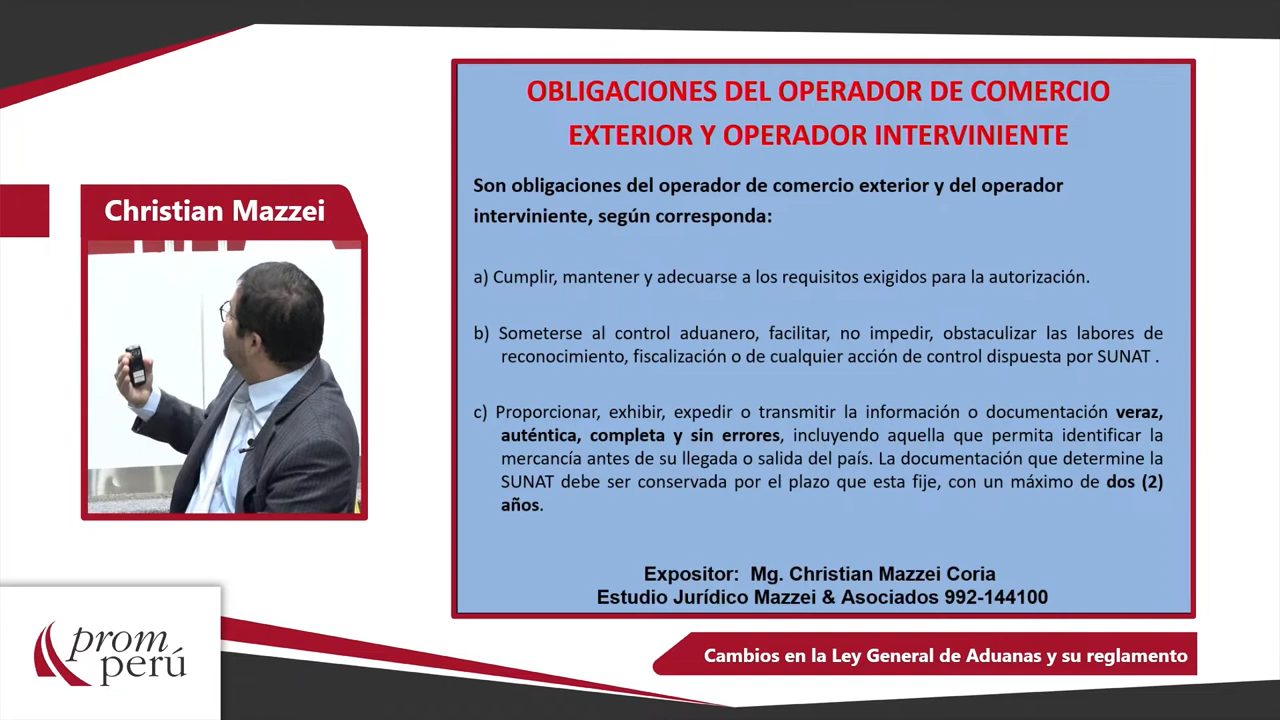 OBLIGACIONES DEL OPERADOR DE COMERCIO
EXTERIOR Y OPERADOR INTERVINIENTE
Son obligaciones del operador de comercio exterior y del operador
interviniente, según corresponda:
a) Cumplir, mantener y adecuarse a los requisitos exigidos para la autorización.
b) Someterse al control aduanero, facilitar, no impedir, obstaculizar las labores de
reconocimiento, fiscalización o de cualquier acción de control dispuesta por SUNAT .
c) Proporcionar, exhibir, expedir o transmitir la información o documentación veraz,
auténtica, completa y sin errores, incluyendo aquella que permita identificar la
mercancía antes de su llegada o salida del país. La documentación que determine la
SUNAT debe ser conservada por el plazo que esta fije, con un máximo de dos (2)
años.
Expositor: Mg. Christian Mazzei Coria
Estudio Jurídico Mazzei & Asociados 992-144100
Christian Mazzei
prom
perú
Cambios en la Ley General de Aduanas y su reglamento